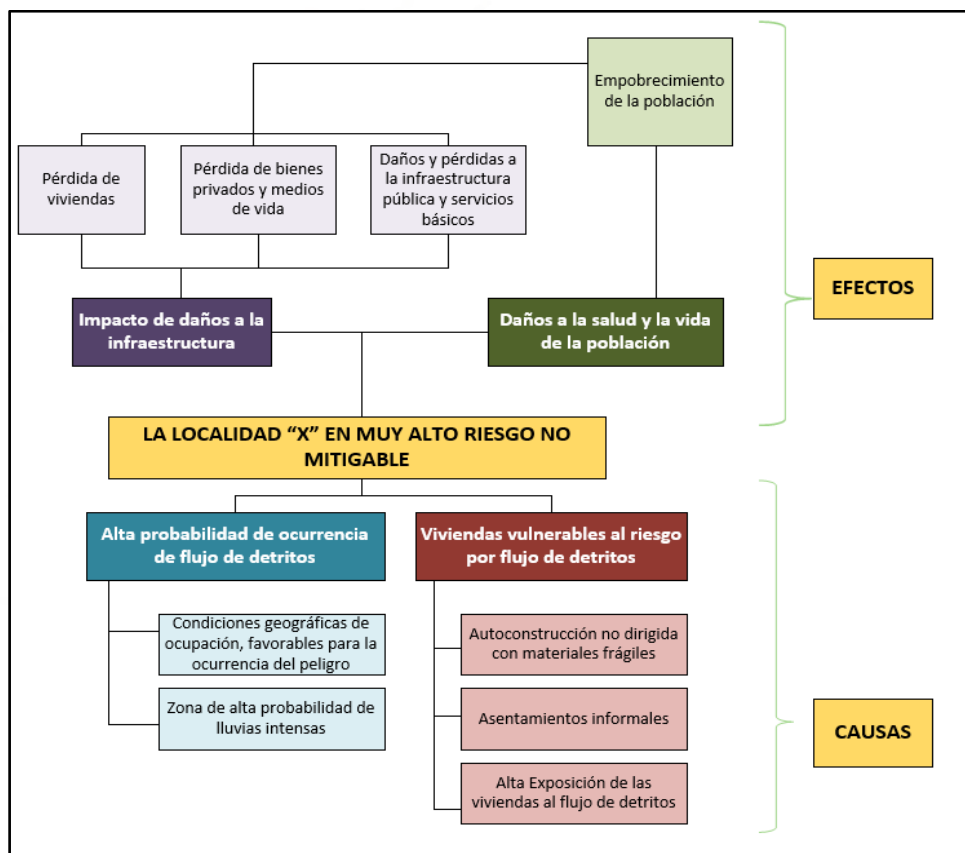 Empobrecimiento
de la población
Pérdida de
viviendas
Pérdida de bienes
privados y medios
de vida
Daños y pérdidas a
la infraestructura
pública y servicios
básicos
EFECTOS
Impacto de daños a la
infraestructura
Daños a la salud y la vida
de la población
LA LOCALIDAD “X” EN MUY ALTO RIESGO NO
MITIGABLE
Alta probabilidad de ocurrencia
de flujo de detritos
Viviendas vulnerables al riesgo
por flujo de detritos
Condiciones geográficas de
ocupación, favorables para la
ocurrencia del peligro
Zona de alta probabilidad de
lluvias intensas
Autoconstrucción no dirigida
con materiales frágiles
Asentamientos informales
Alta Exposición de las
viviendas al flujo de detritos
CAUSAS